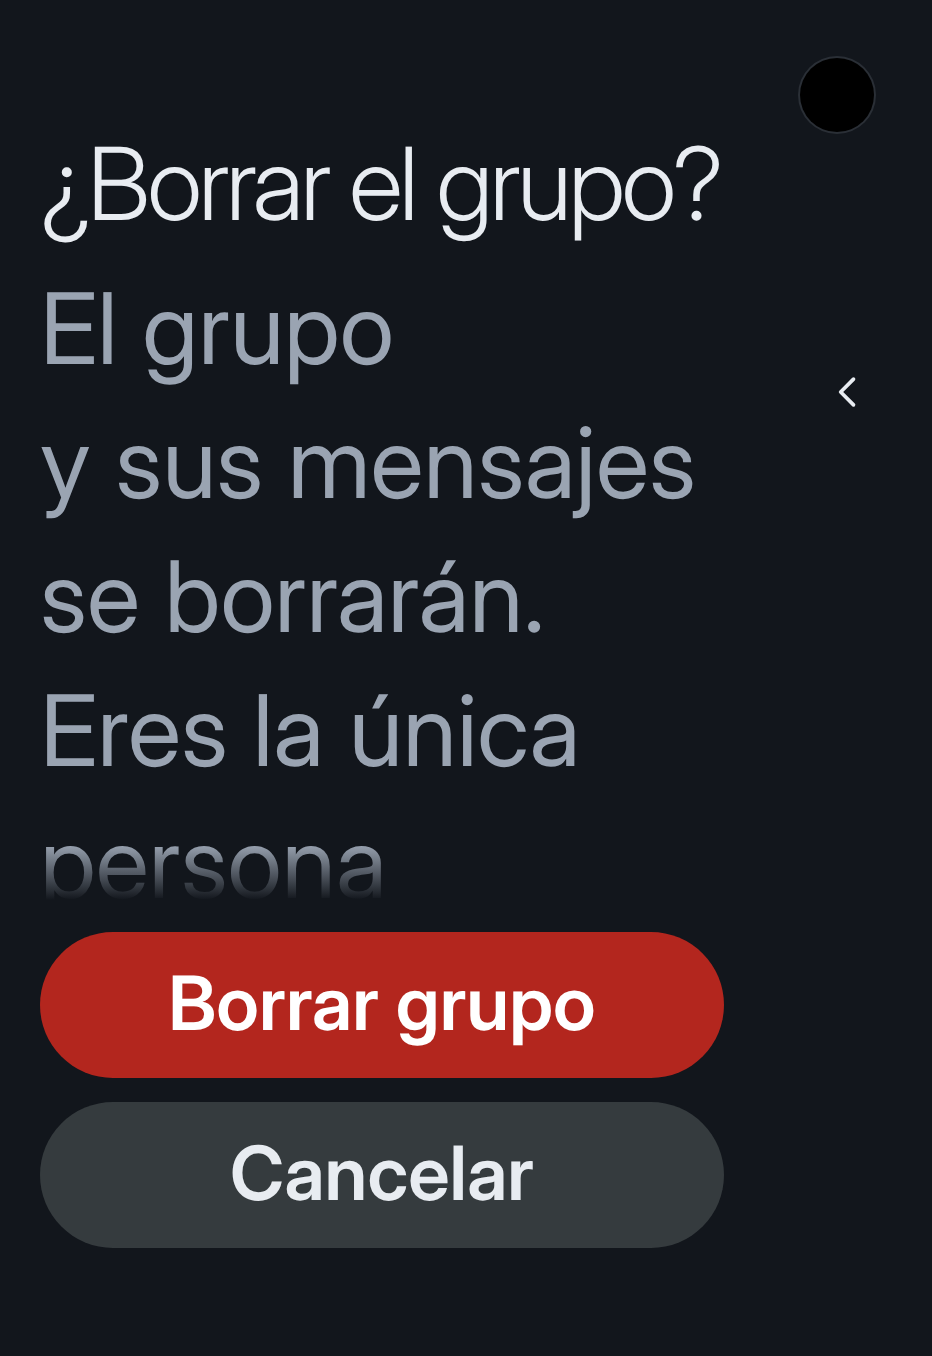 ¿Borrar el grupo?
El grupo
y sus mensajes
se borrarán.
Eres la única
persona
Borrar grupo
Cancelar